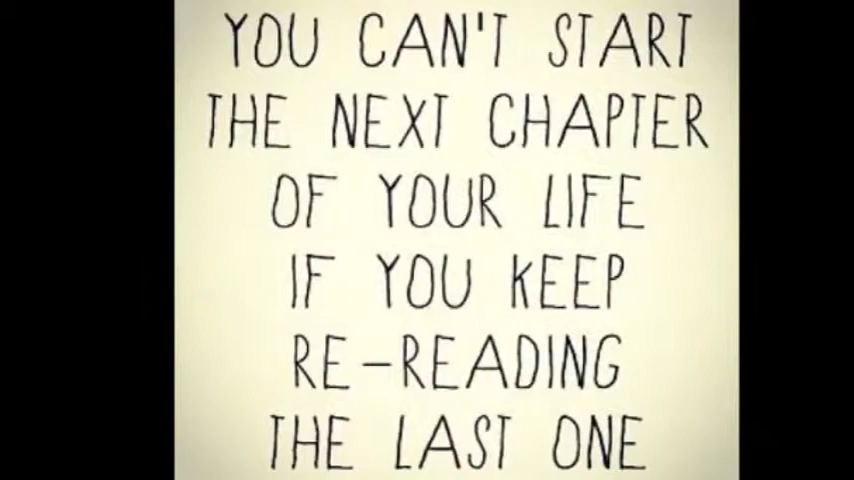 YOU CAN'T START
THE NEXT CHAPTER
OF YOUR LIFE
IF YOU KEEP
RE-READING
THE LAST ONE